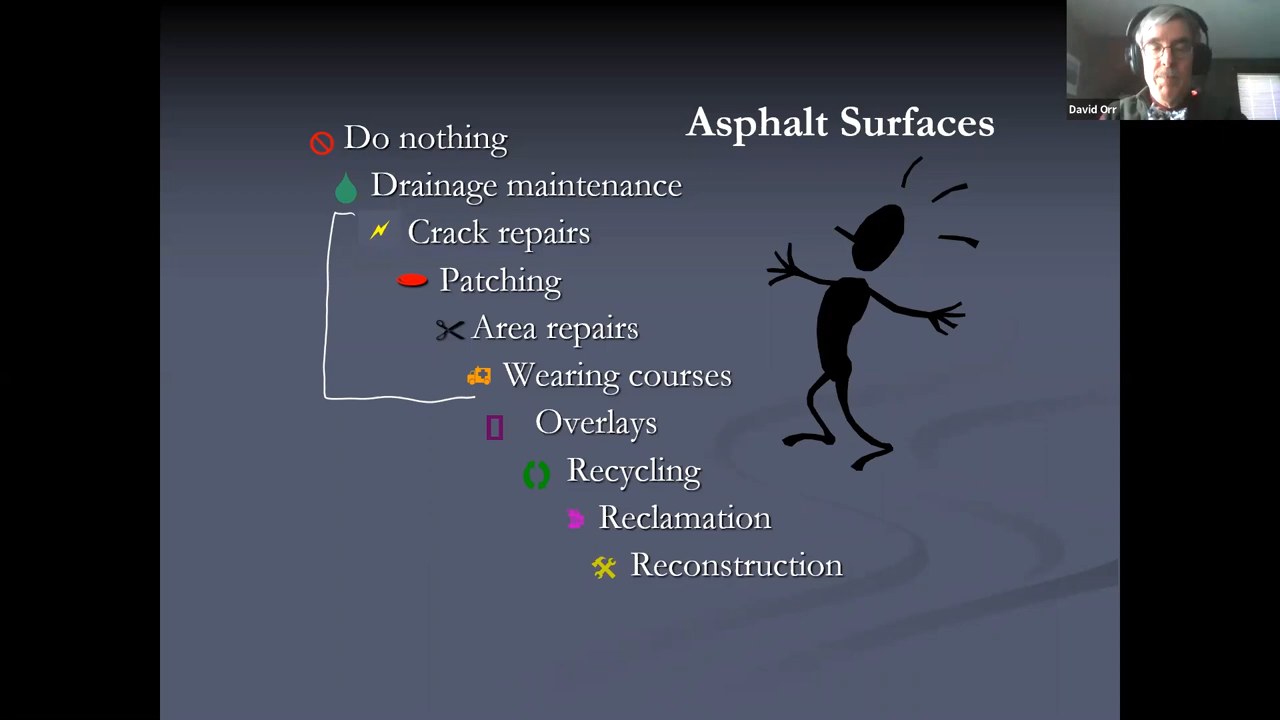 Asphalt Surfaces
Do nothing
Drainage maintenance
Crack repairs
Patching
Area repairs
Wearing courses
Overlays
Recycling
Reclamation
Reconstruction
David Orr